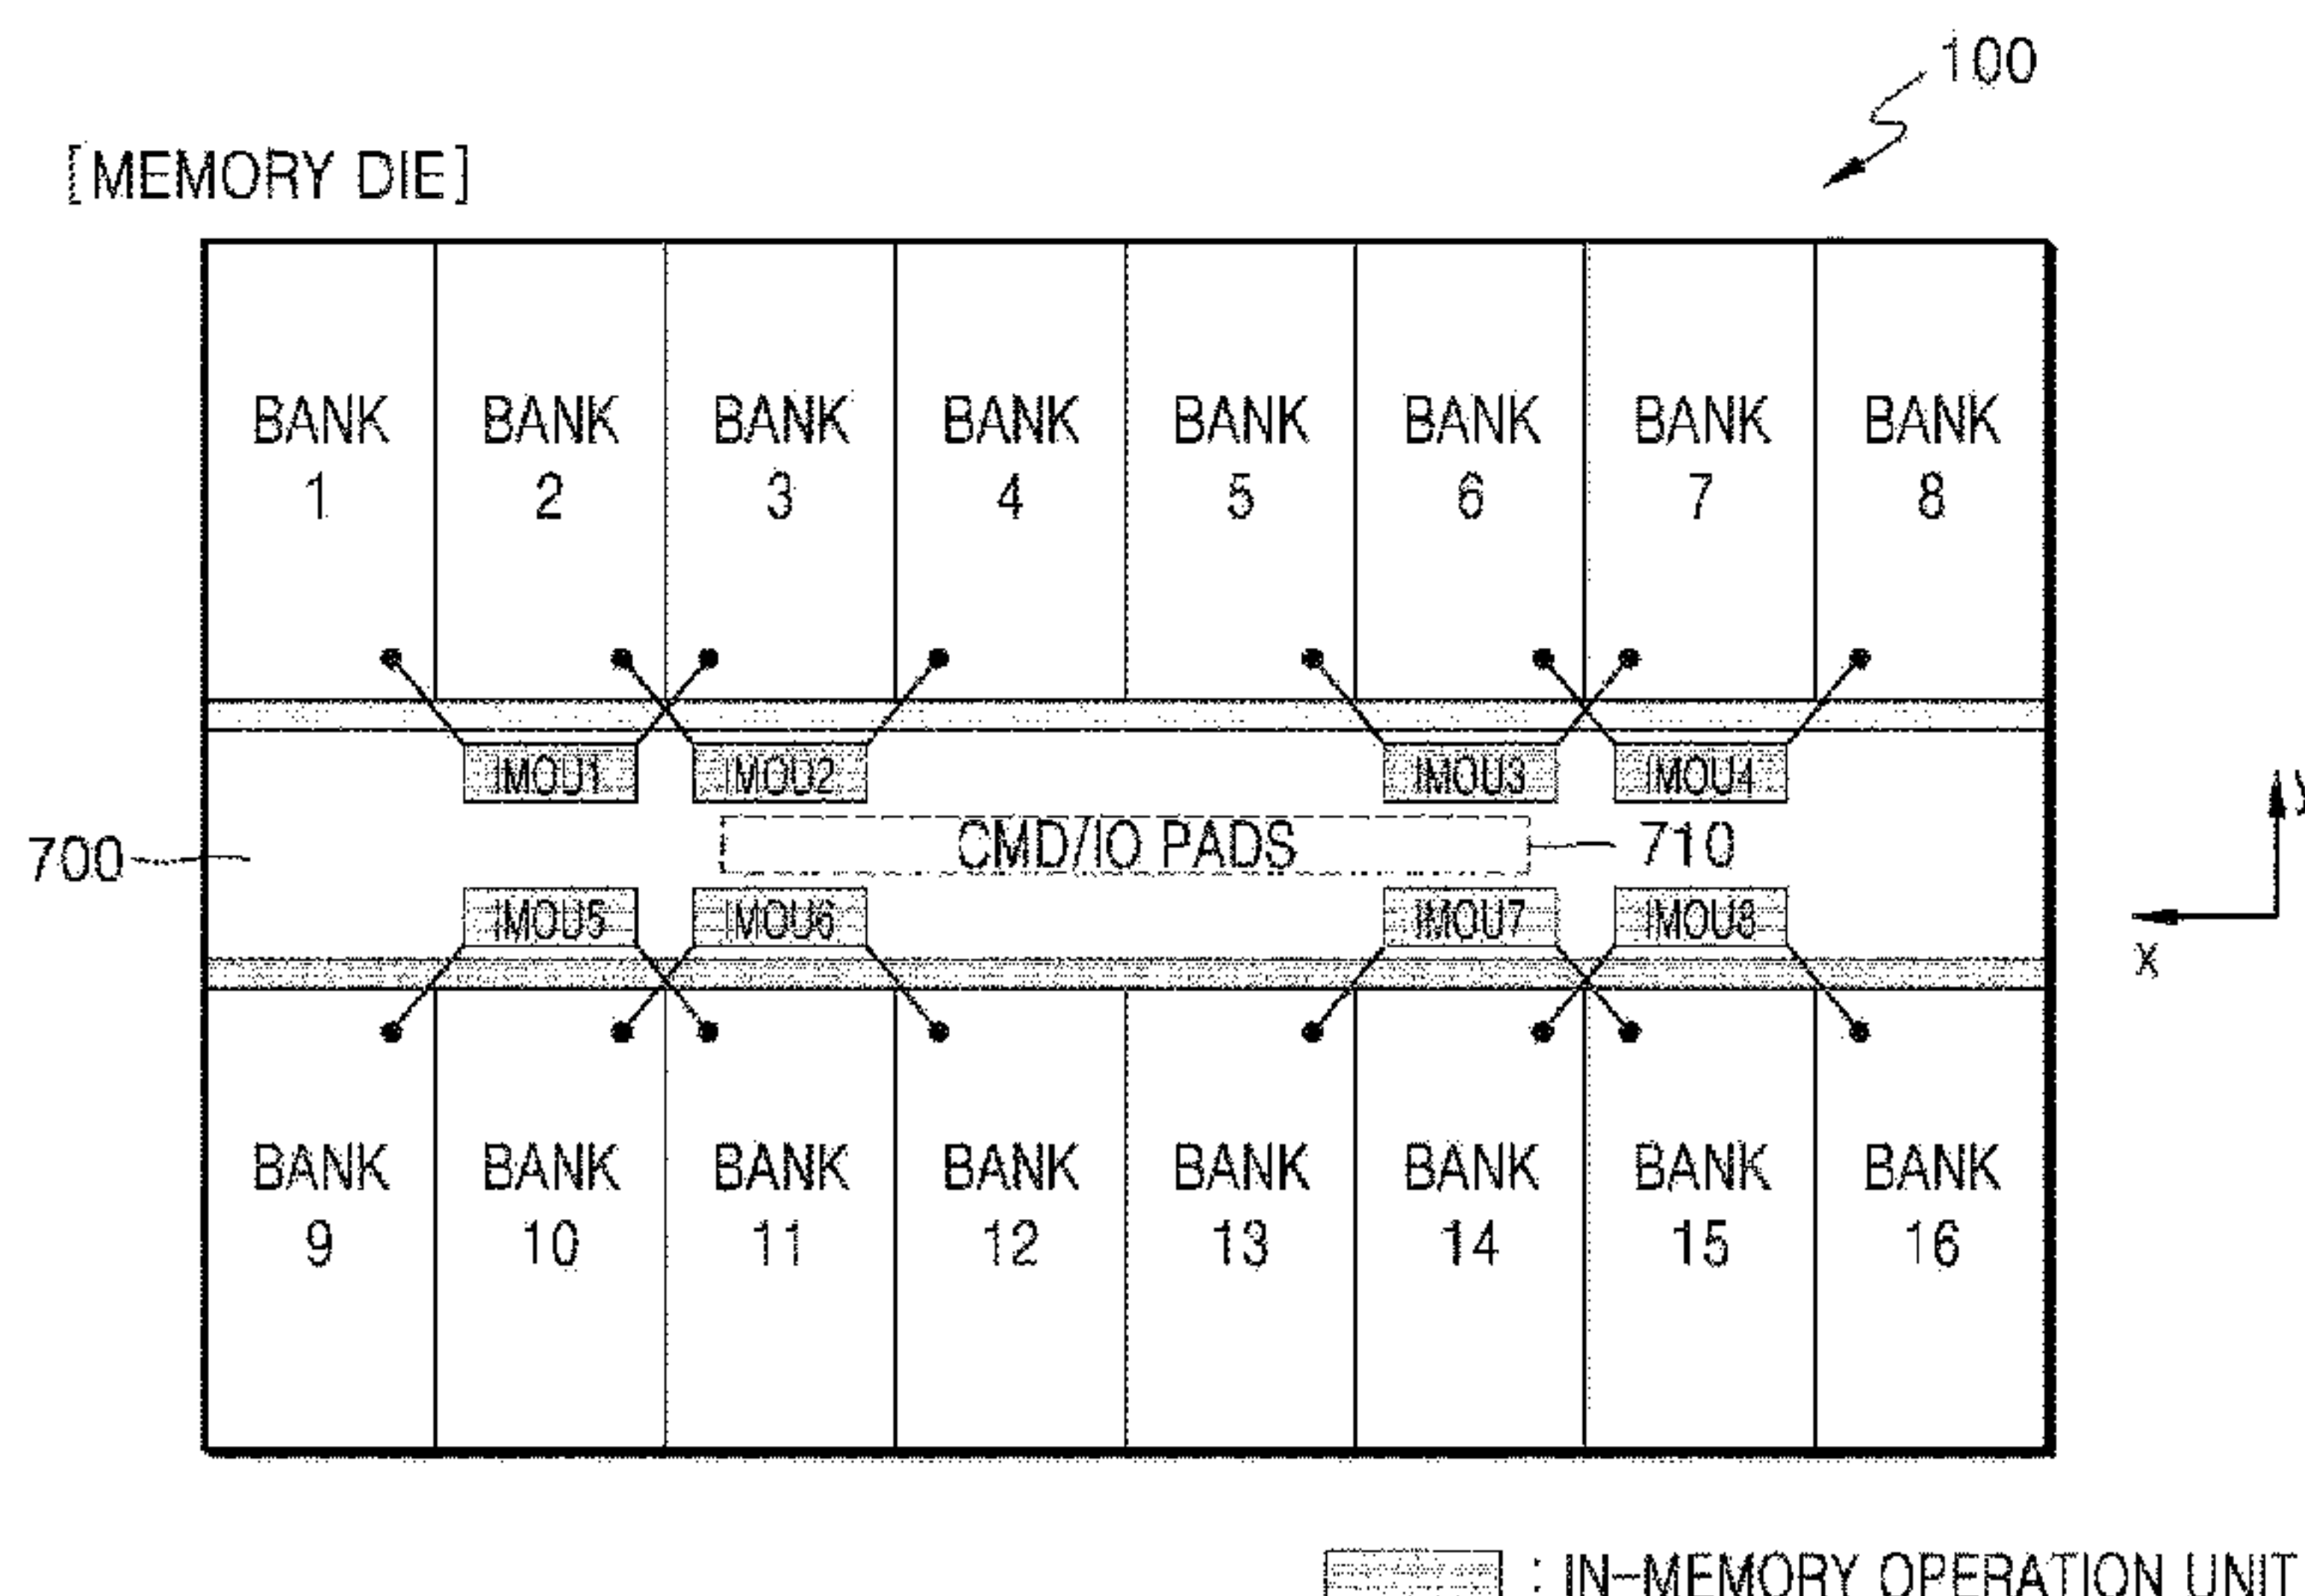 100
[MEMORY DIE]
BANK BANK BANK BANK BANK BANK BANK BANK
1 2 3 4 5 6 7 8
IMOU1 IMOU2 IMOU3 IMOU4
y
700 CMD/IO PADS 710
IMOU5 IMOU6 IMOU7 IMOU8
x
BANK BANK BANK BANK BANK BANK BANK BANK
9 10 11 12 13 14 15 16
: IN-MEMORY OPERATION UNIT